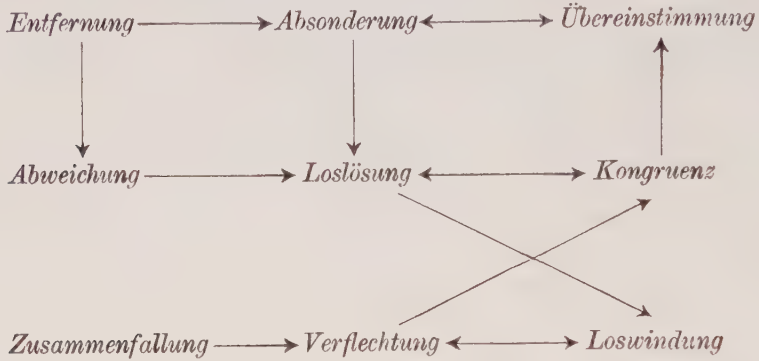 Entfernung Absonderung Übereinstimmung
Abweichung Loslösung Kongruenz
Zusammenfallung Verflechtung Loswindung